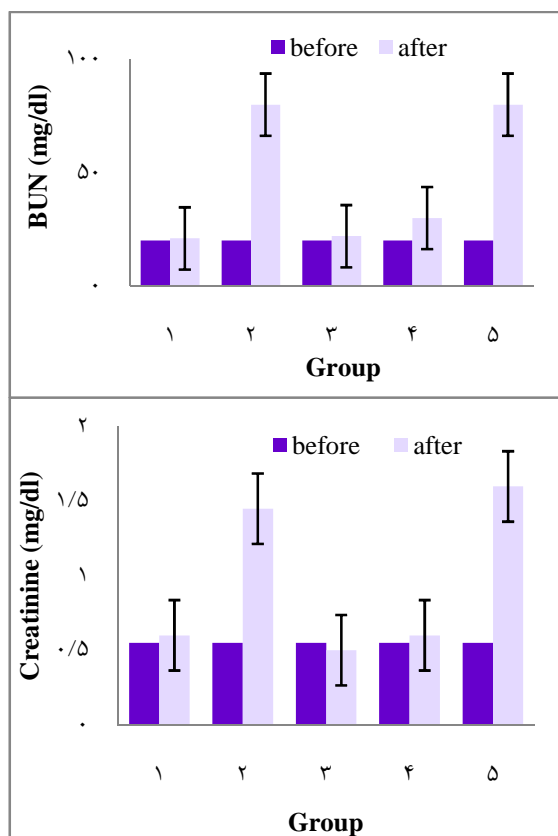 before after
۱۰۰
۵۰
۰
BUN (mg/dl)
۱ ۲ ۳ ۴ ۵
Group
before after
۲
۱/۵
۱
۰/۵
۰
Creatinine (mg/dl)
۱ ۲ ۳ ۴ ۵
Group